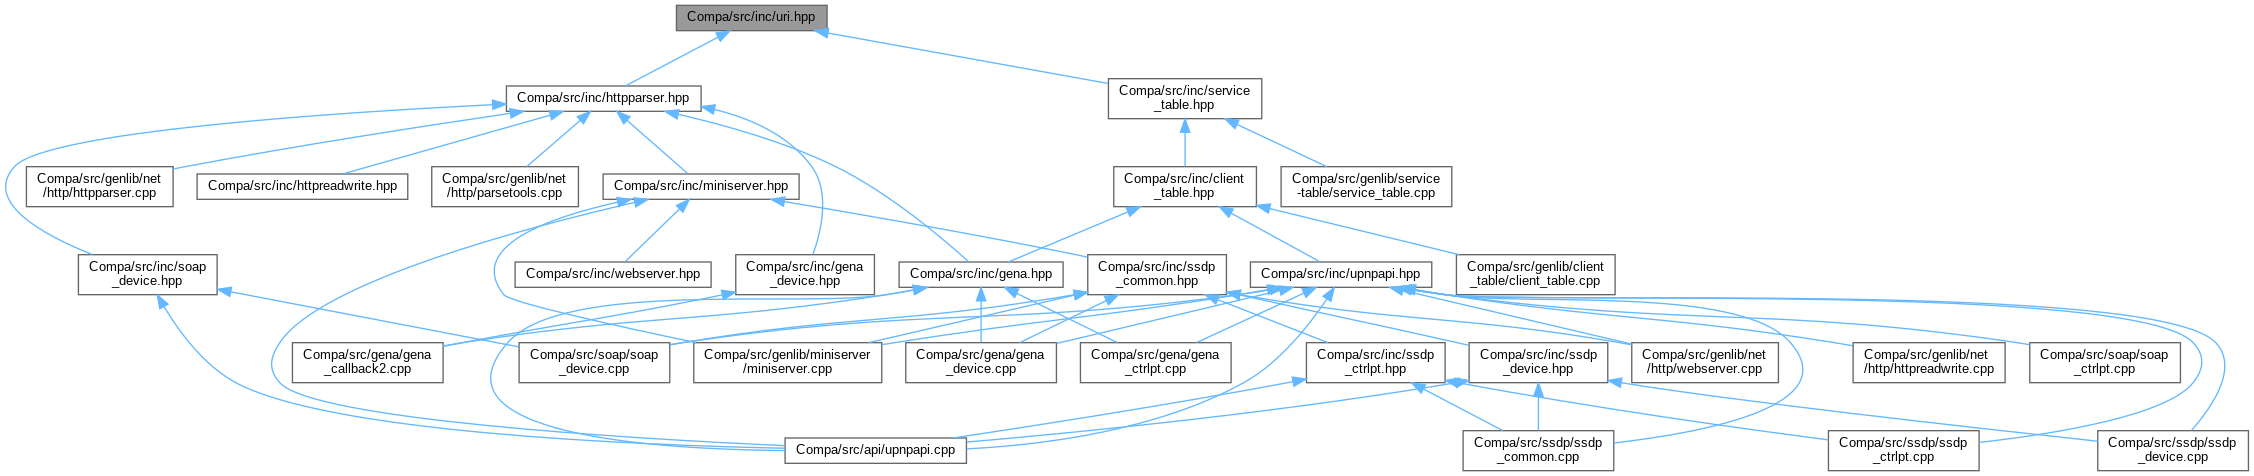 Compa/src/inc/uri.hpp
Compa/src/inc/httpparser.hpp
Compa/src/inc/service
_table.hpp
Compa/src/genlib/net
/http/httpparser.cpp
Compa/src/inc/httpreadwrite.hpp
Compa/src/genlib/net
/http/parsetools.cpp
Compa/src/inc/miniserver.hpp
Compa/src/inc/client
_table.hpp
Compa/src/genlib/service
-table/service_table.cpp
Compa/src/inc/soap
_device.hpp
Compa/src/inc/webserver.hpp
Compa/src/inc/gena
_device.hpp
Compa/src/inc/gena.hpp
Compa/src/inc/ssdp
_common.hpp
Compa/src/inc/upnpapi.hpp
Compa/src/genlib/client
_table/client_table.cpp
Compa/src/gena/gena
_callback2.cpp
Compa/src/soap/soap
_device.cpp
Compa/src/genlib/miniserver
/miniserver.cpp
Compa/src/gena/gena
_device.cpp
Compa/src/gena/gena
_ctrlpt.cpp
Compa/src/inc/ssdp
_ctrlpt.hpp
Compa/src/inc/ssdp
_device.hpp
Compa/src/genlib/net
/http/webserver.cpp
Compa/src/genlib/net
/http/httpreadwrite.cpp
Compa/src/soap/soap
_ctrlpt.cpp
Compa/src/api/upnpapi.cpp
Compa/src/ssdp/ssdp
_common.cpp
Compa/src/ssdp/ssdp
_ctrlpt.cpp
Compa/src/ssdp/ssdp
_device.cpp